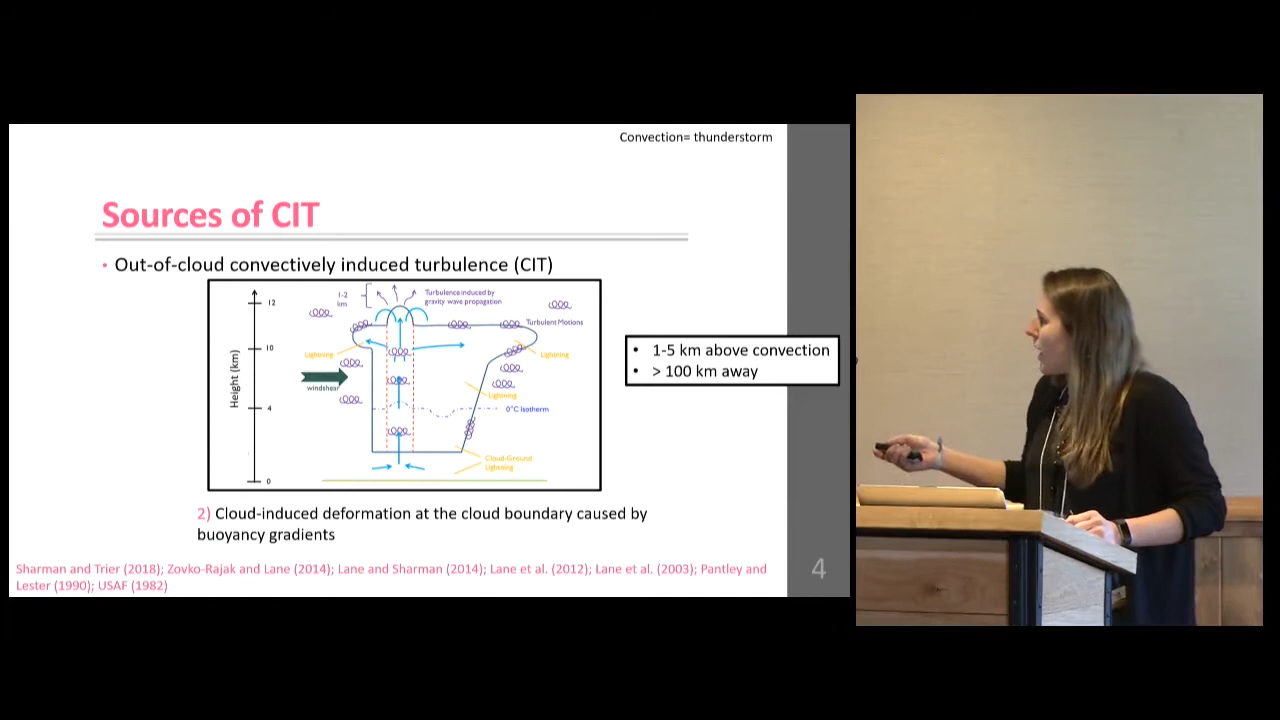 Convection= thunderstorm
Sources of CIT
• Out-of-cloud convectively induced turbulence (CIT)
12
1-2
km
Turbulence induced by
gravity wave propagation
Turbulent Motions
10
Lightning
Lightning
windshear
Height (km)
Lightning
4
0°C Isotherm
Cloud-Ground
Lightning
0
• 1-5 km above convection
• > 100 km away
2) Cloud-induced deformation at the cloud boundary caused by
buoyancy gradients
Sharman and Trier (2018); Zovko-Rajak and Lane (2014); Lane and Sharman (2014); Lane et al. (2012); Lane et al. (2003); Pantley and
Lester (1990); USAF (1982)
4